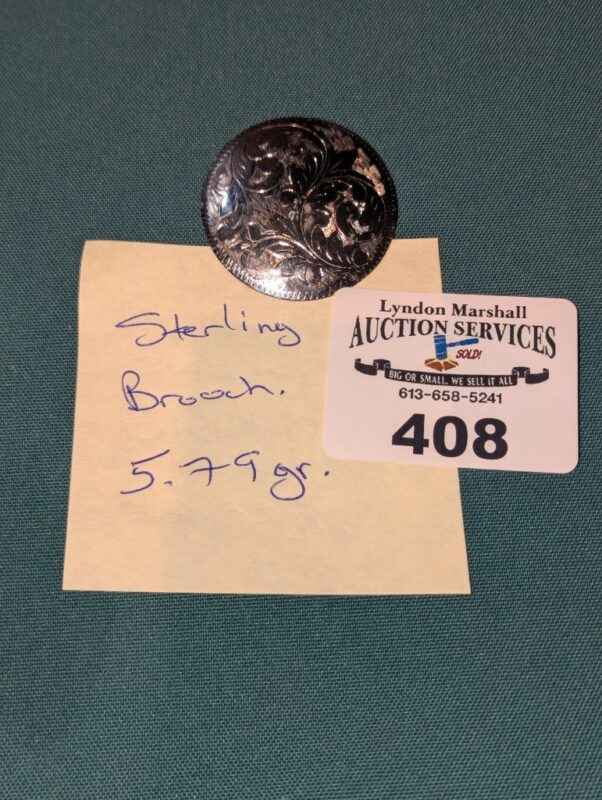 Sterling
Brooch.
5.79 gr.
Lyndon Marshall
AUCTION SERVICES
SOLD!
BIG OR SMALL, WE SELL IT ALL
613-658-5241
408